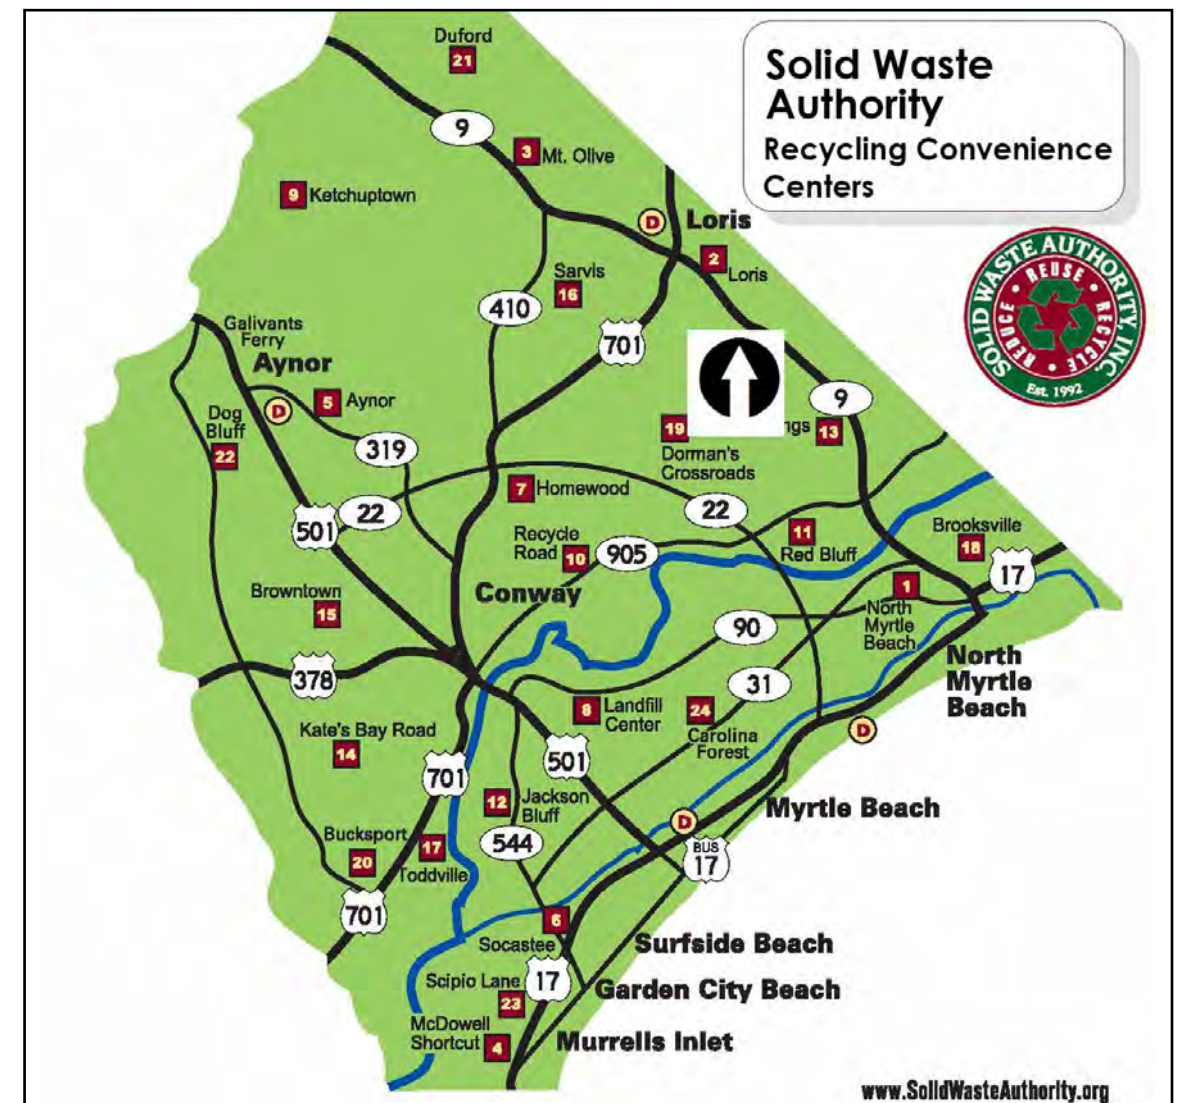 Solid Waste
Authority
Recycling Convenience
Centers
SOLID WASTE AUTHORITY, INC.
REDUCE • REUSE • RECYCLE •
Est. 1992
Duford
21
9
3 Mt. Olive
9 Ketchuptown
D
Loris
2
Loris
Sarvis
16
410
701
Galivants
Ferry
Aynor
D
5 Aynor
Dog
Bluff
22
319
9
19
ngs 13
Dorman's
Crossroads
7 Homewood
501
22
22
Recycle
Road 10
905
11
Red Bluff
Brooksville
18
17
Conway
Browntown
15
1
North
Myrtle
Beach
90
378
31
North
Myrtle
Beach
8 Landfill
Center
24
Carolina
Forest
D
Kate's Bay Road
14
701
501
12 Jackson
Bluff
Myrtle Beach
D
544
BUS
17
Bucksport
20
17
Toddville
701
6
Socastee
Surfside Beach
Scipio Lane
23
17
Garden City Beach
McDowell
Shortcut 4
Murrells Inlet
www.SolidWasteAuthority.org